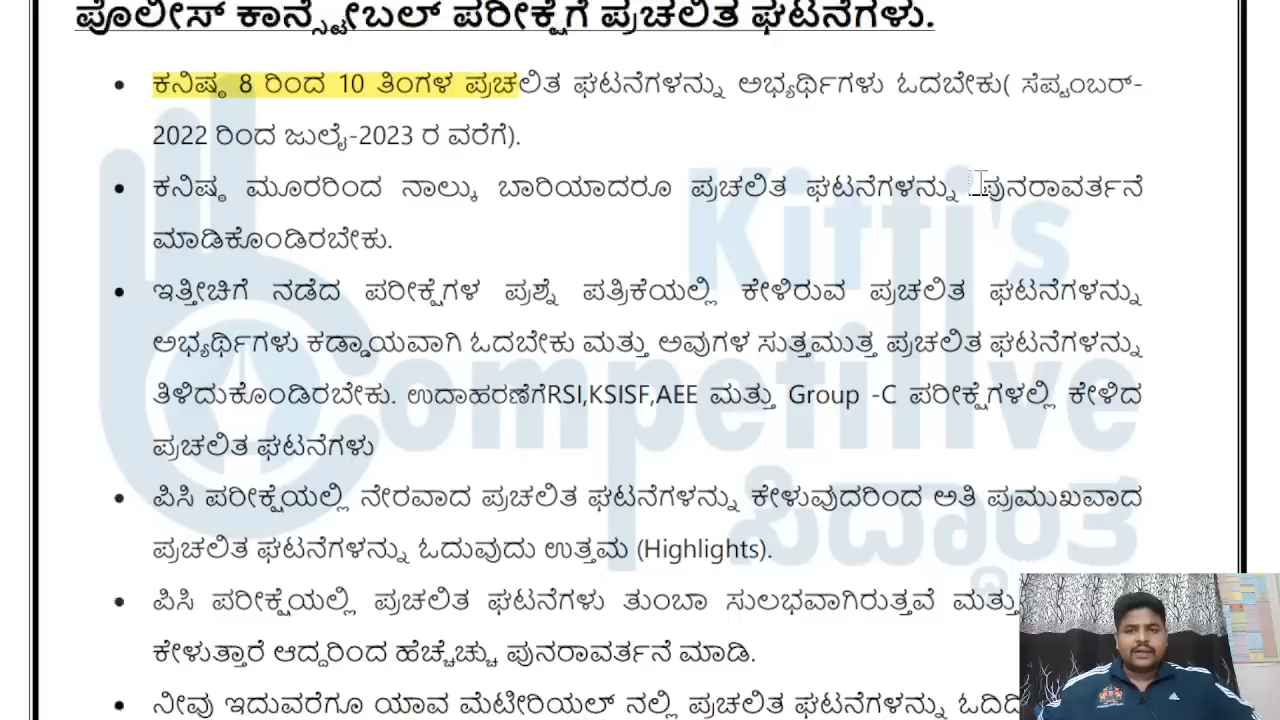 ಪೊಲೀಸ್ ಕಾನ್ಸ್ಟೇಬಲ್ ಪರೀಕ್ಷೆಗೆ ಪ್ರಚಲಿತ ಘಟನೆಗಳು.
• ಕನಿಷ್ಠ 8 ರಿಂದ 10 ತಿಂಗಳ ಪ್ರಚಲಿತ ಘಟನೆಗಳನ್ನು ಅಭ್ಯರ್ಥಿಗಳು ಓದಬೇಕು( ಸೆಪ್ಟಂಬರ್-
2022 ರಿಂದ ಜುಲೈ-2023 ರ ವರೆಗೆ).
• ಕನಿಷ್ಠ ಮೂರರಿಂದ ನಾಲ್ಕು ಬಾರಿಯಾದರೂ ಪ್ರಚಲಿತ ಘಟನೆಗಳನ್ನು ಪುನರಾವರ್ತನೆ
ಮಾಡಿಕೊಂಡಿರಬೇಕು.
• ಇತ್ತೀಚಿಗೆ ನಡೆದ ಪರೀಕ್ಷೆಗಳ ಪ್ರಶ್ನೆ ಪತ್ರಿಕೆಯಲ್ಲಿ ಕೇಳಿರುವ ಪ್ರಚಲಿತ ಘಟನೆಗಳನ್ನು
ಅಭ್ಯರ್ಥಿಗಳು ಕಡ್ಡಾಯವಾಗಿ ಓದಬೇಕು ಮತ್ತು ಅವುಗಳ ಸುತ್ತಮುತ್ತ ಪ್ರಚಲಿತ ಘಟನೆಗಳನ್ನು
ತಿಳಿದುಕೊಂಡಿರಬೇಕು. ಉದಾಹರಣೆಗೆRSI,KSISF,AEE ಮತ್ತು Group -C ಪರೀಕ್ಷೆಗಳಲ್ಲಿ ಕೇಳಿದ
ಪ್ರಚಲಿತ ಘಟನೆಗಳು
• ಪಿಸಿ ಪರೀಕ್ಷೆಯಲ್ಲಿ ನೇರವಾದ ಪ್ರಚಲಿತ ಘಟನೆಗಳನ್ನು ಕೇಳುವುದರಿಂದ ಅತಿ ಪ್ರಮುಖವಾದ
ಪ್ರಚಲಿತ ಘಟನೆಗಳನ್ನು ಓದುವುದು ಉತ್ತಮ (Highlights).
• ಪಿಸಿ ಪರೀಕ್ಷೆಯಲ್ಲಿ ಪ್ರಚಲಿತ ಘಟನೆಗಳು ತುಂಬಾ ಸುಲಭವಾಗಿರುತ್ತವೆ ಮತ್ತು
ಕೇಳುತ್ತಾರೆ ಆದ್ದರಿಂದ ಹೆಚ್ಚೆಚ್ಚು ಪುನರಾವರ್ತನೆ ಮಾಡಿ.
• ನೀವು ಇದುವರೆಗೂ ಯಾವ ಮೆಟೀರಿಯಲ್ ನಲ್ಲಿ ಪ್ರಚಲಿತ ಘಟನೆಗಳನ್ನು
Kitti's
Competitive